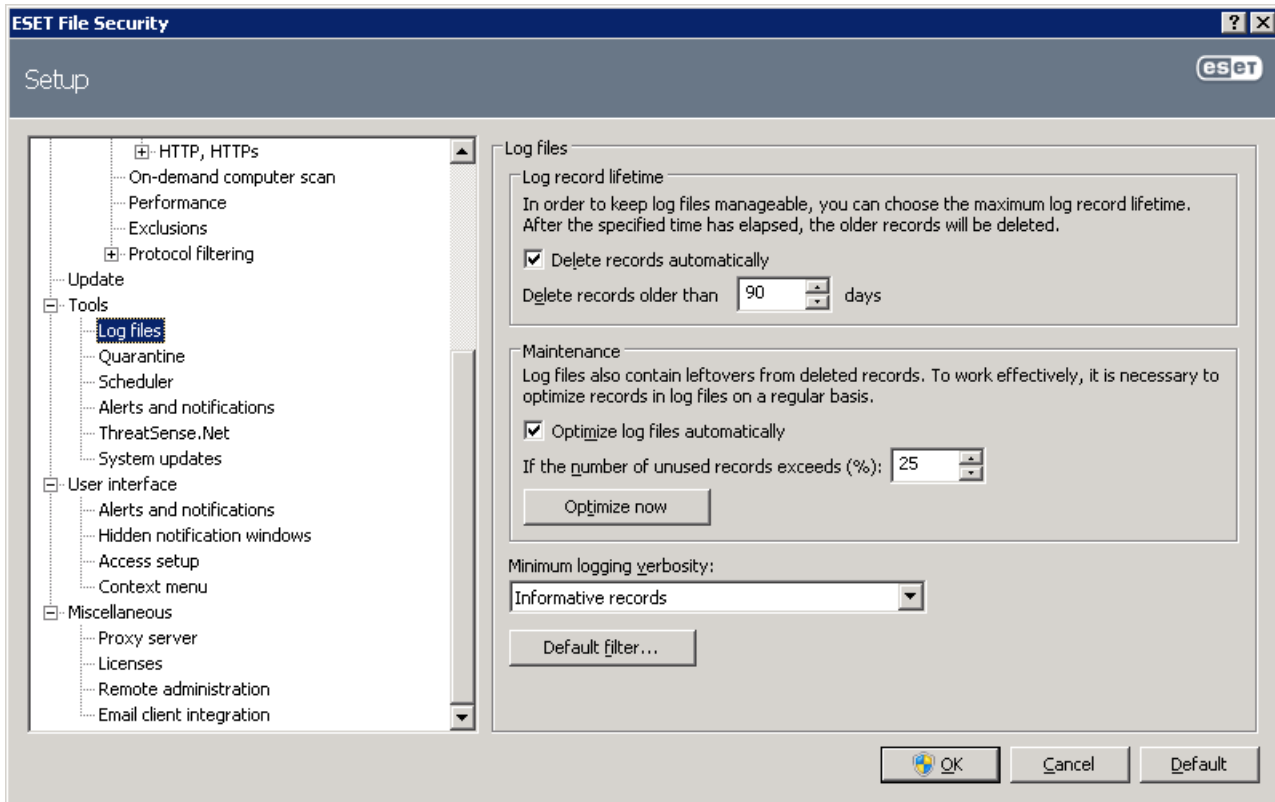 ESET File Security
Setup
eset
HTTP, HTTPs
On-demand computer scan
Performance
Exclusions
Protocol filtering
Update
Tools
Log files
Quarantine
Scheduler
Alerts and notifications
ThreatSense.Net
System updates
User interface
Alerts and notifications
Hidden notification windows
Access setup
Context menu
Miscellaneous
Proxy server
Licenses
Remote administration
Email client integration
Log files
Log record lifetime
In order to keep log files manageable, you can choose the maximum log record lifetime.
After the specified time has elapsed, the older records will be deleted.
Delete records automatically
Delete records older than 90 days
Maintenance
Log files also contain leftovers from deleted records. To work effectively, it is necessary to
optimize records in log files on a regular basis.
Optimize log files automatically
If the number of unused records exceeds (%): 25
Optimize now
Minimum logging verbosity:
Informative records
Default filter...
OK Cancel Default